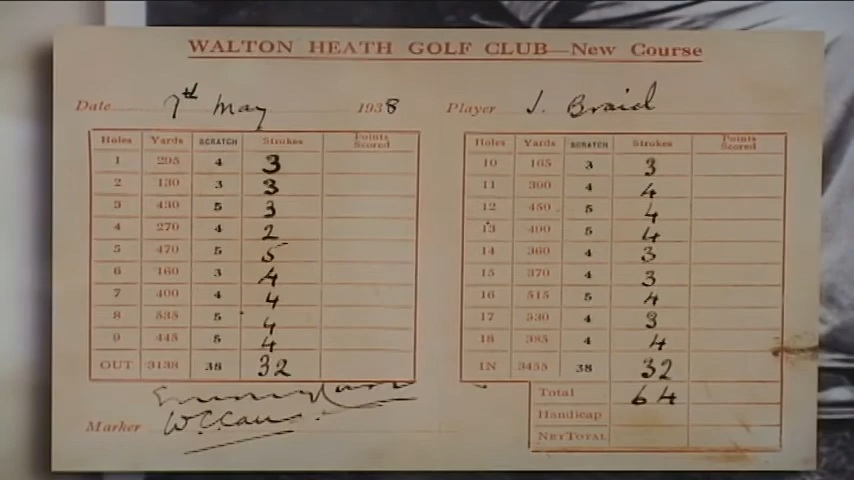 WALTON HEATH GOLF CLUB—New Course
Date 7th May 1938 Player J. Braid
Holes Yards SCRATCH Strokes Points Scored Holes Yards SCRATCH Strokes Points Scored
1 295 4 3 10 165 3 3
2 130 3 3 11 300 4 4
3 430 5 3 12 450 5 4
4 270 4 2 13 400 5 4
5 470 5 5 14 360 4 3
6 160 3 4 15 370 4 3
7 400 4 4 16 515 5 4
8 535 5 4 17 530 4 3
9 445 5 4 18 385 4 4
OUT 3138 38 32 IN 3455 38 32
Total 64
Handicap
Marker
NET TOTAL